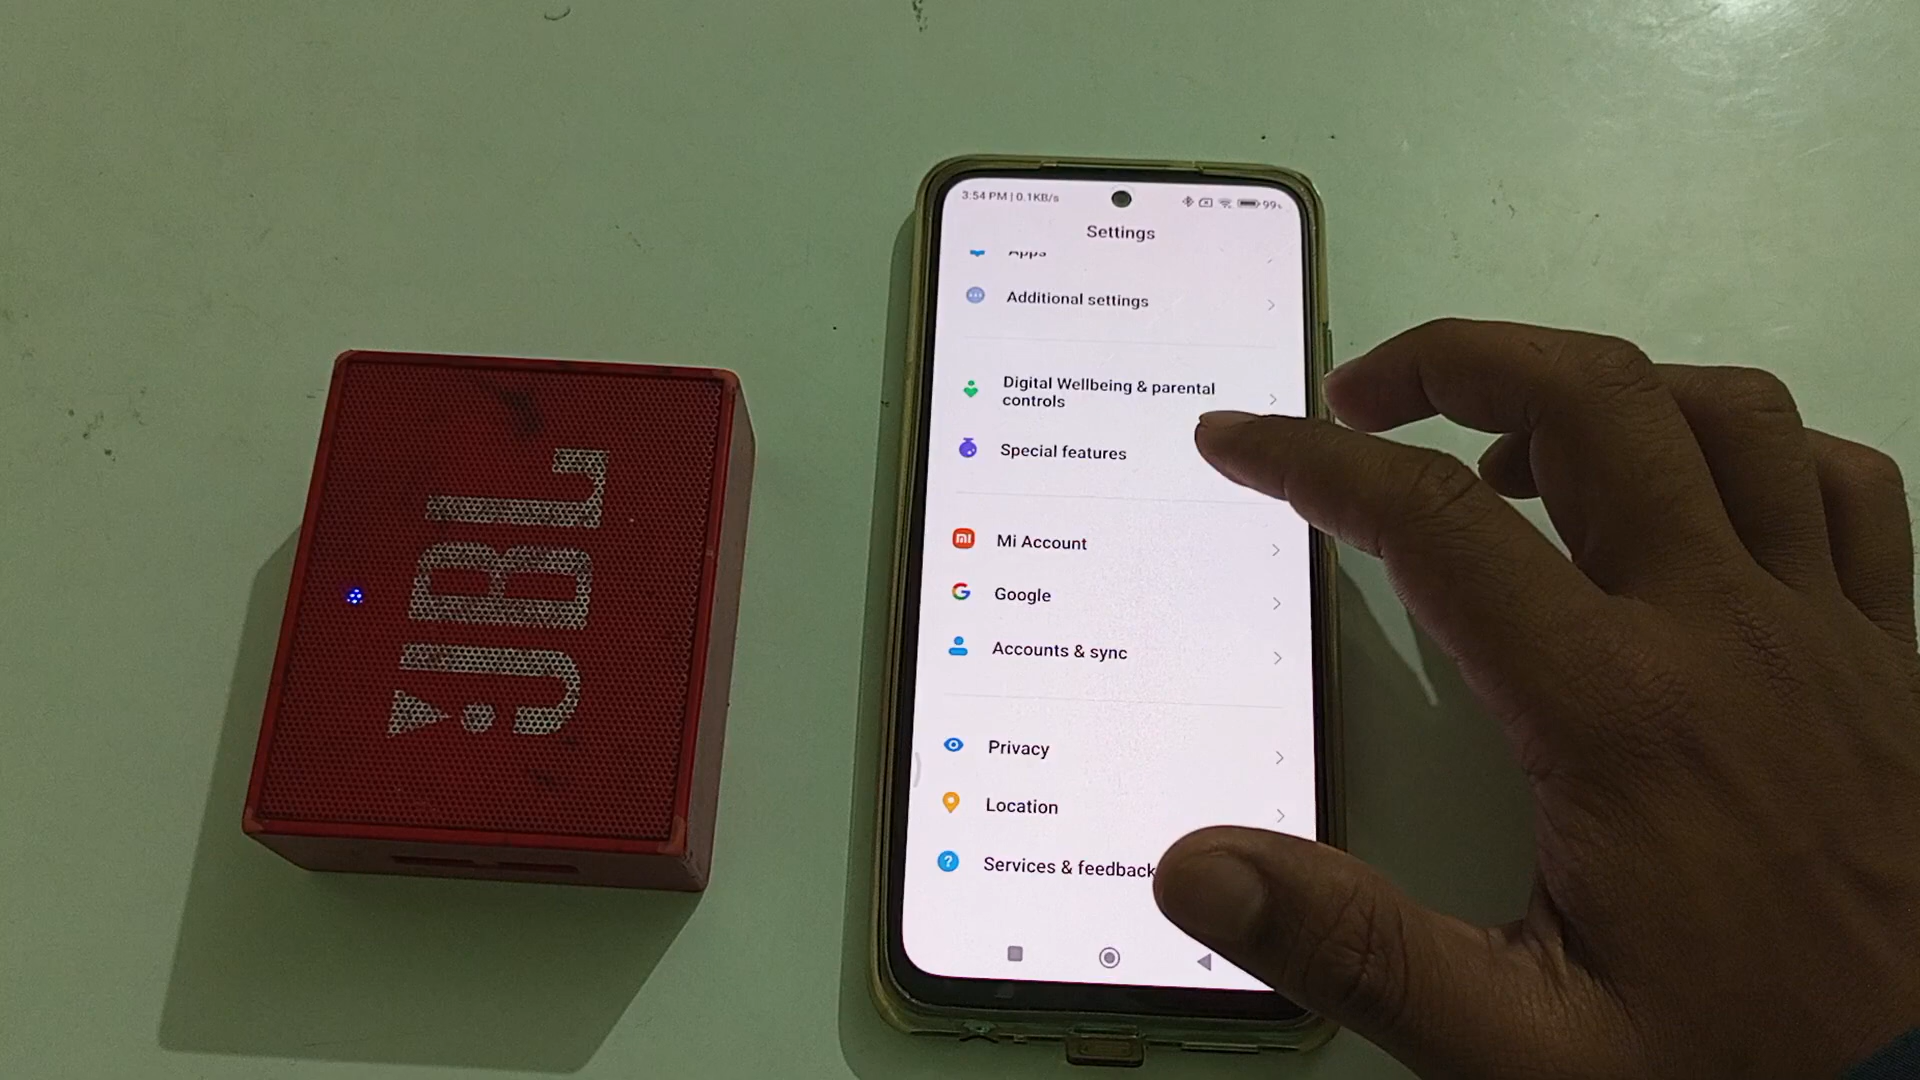 3:54 PM | 0.1KB/s
99
Settings
Apps
Additional settings
Digital Wellbeing & parental
controls
Special features
Mi Account
Google
Accounts & sync
Privacy
Location
Services & feedback
JBL